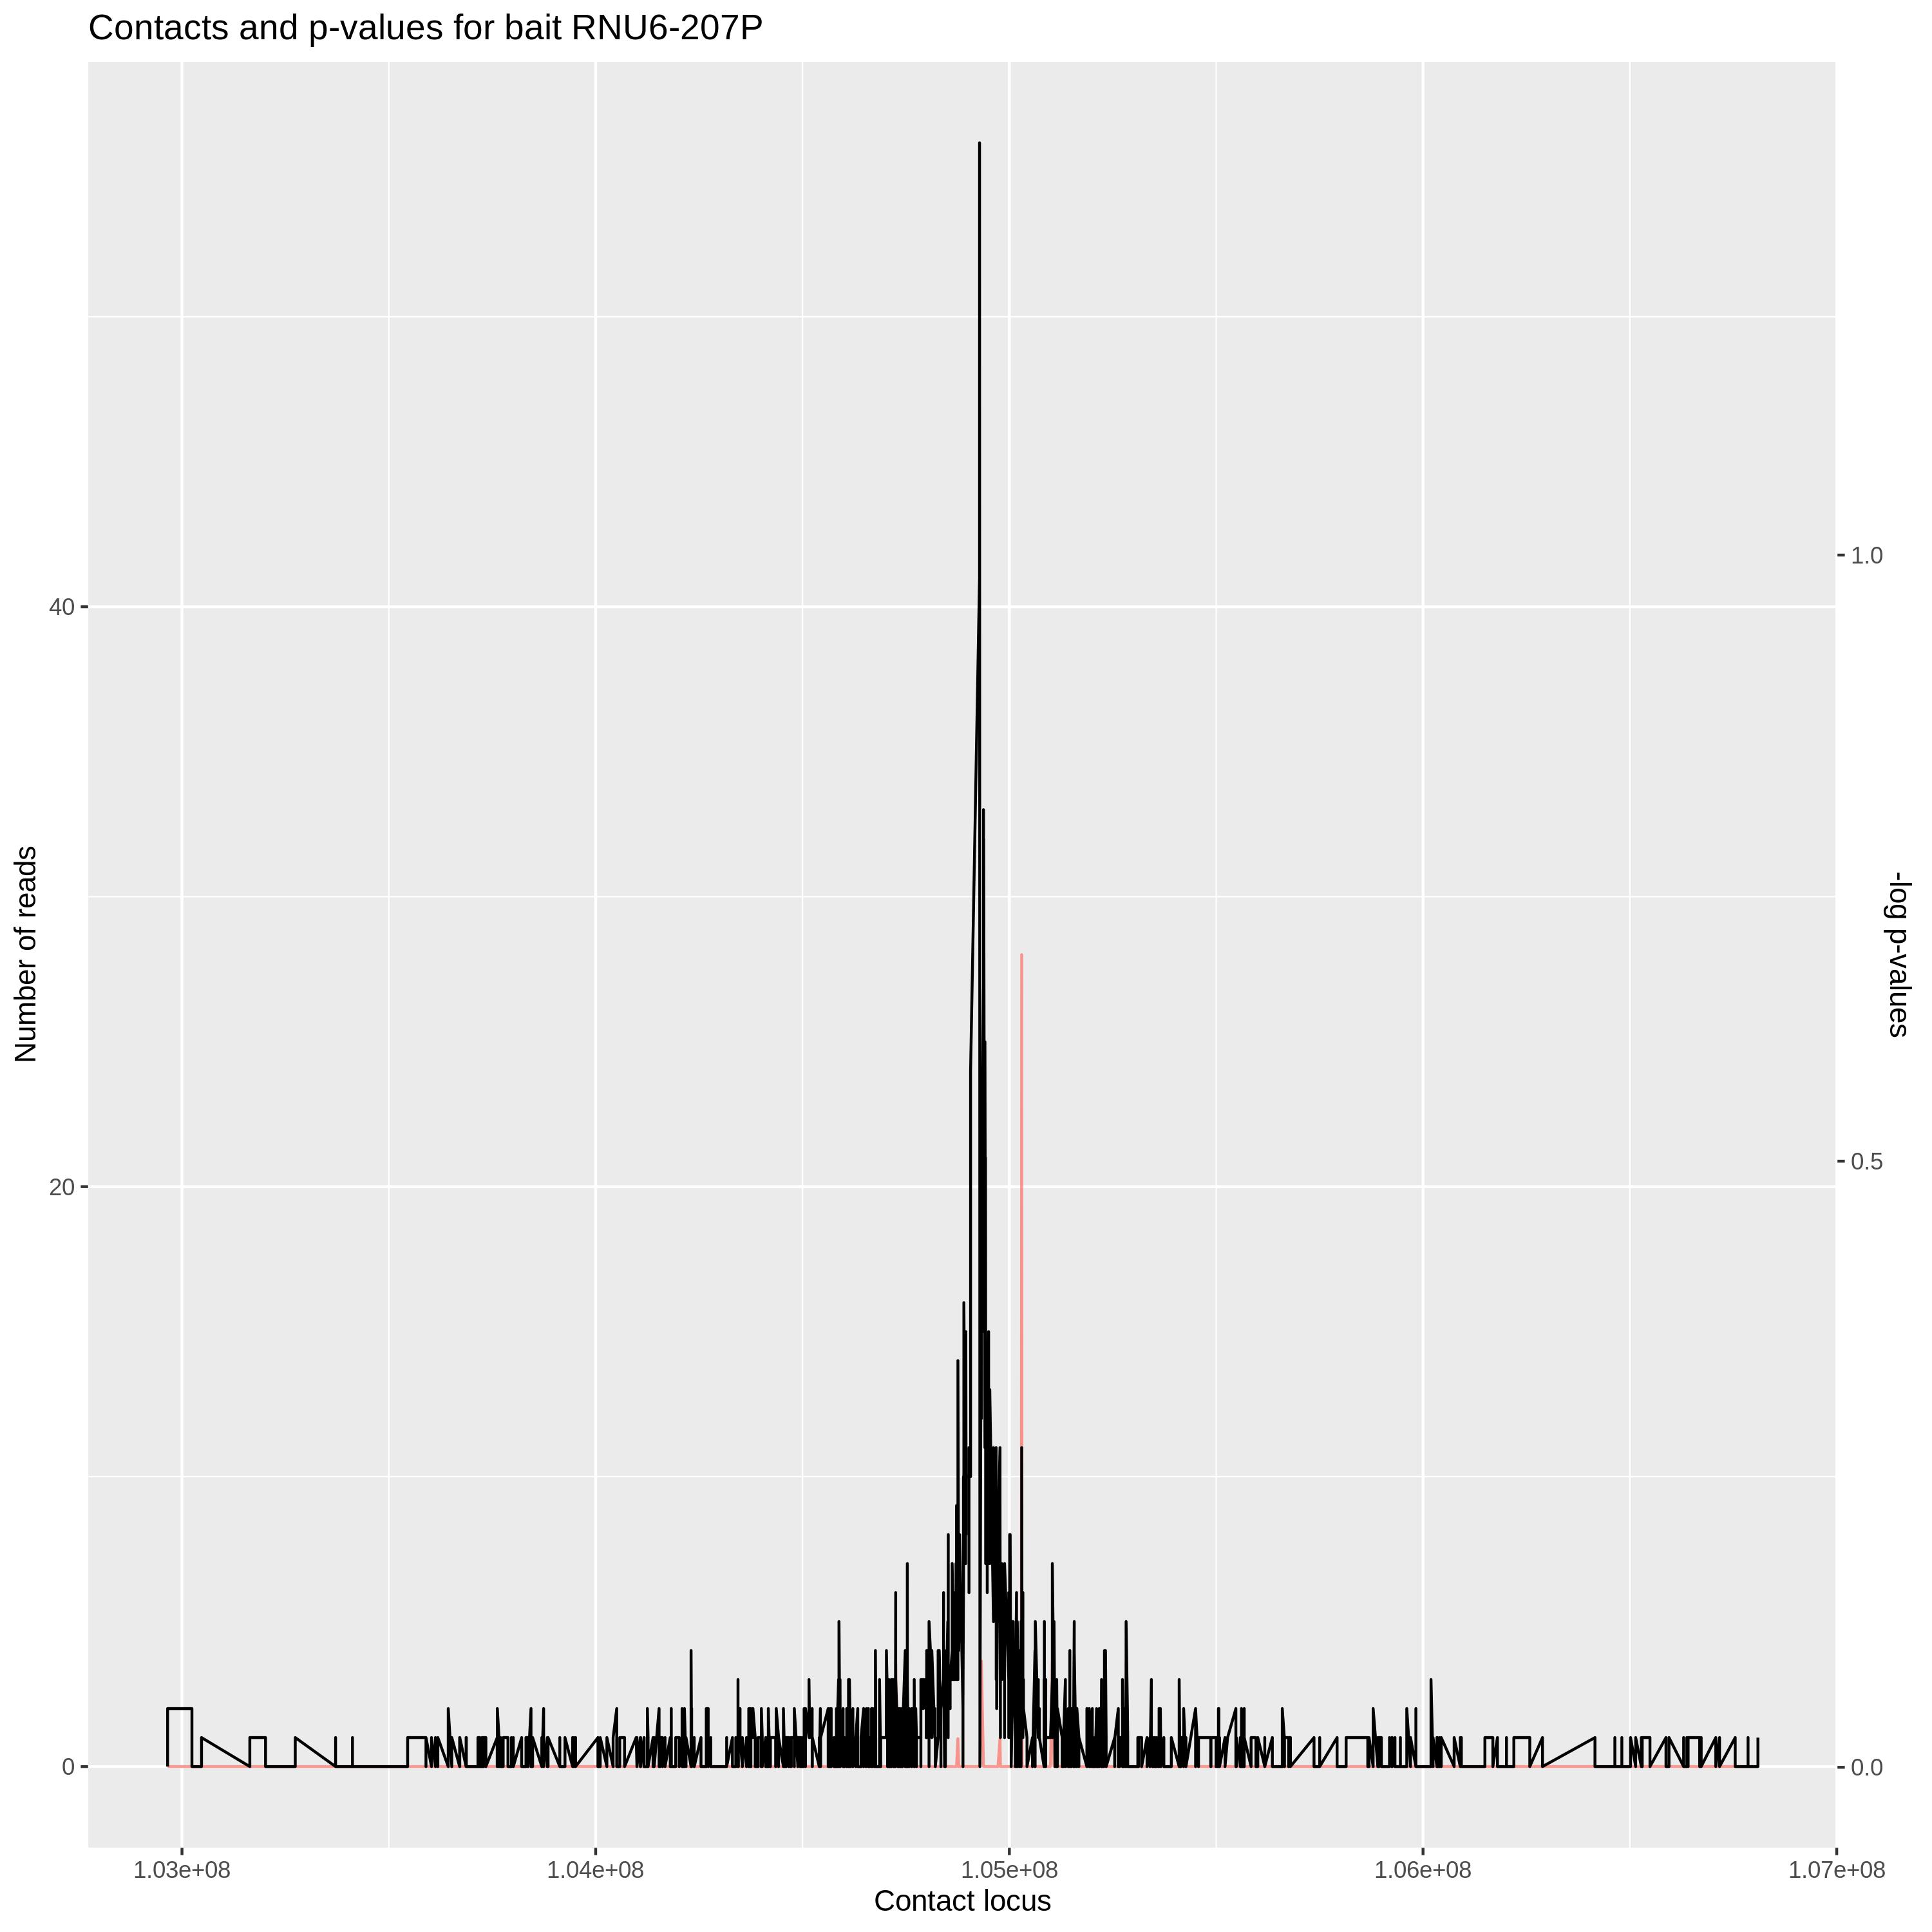 Contacts and p-values for bait RNU6-207P
Number of reads
40
20
0
1.0
0.5
0.0
-log p-values
1.03e+08
1.04e+08
1.05e+08
1.06e+08
1.07e+08
Contact locus